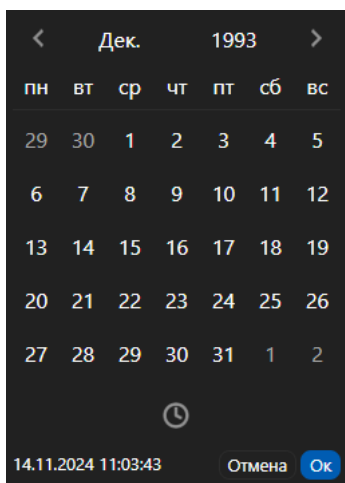 Дек. 1993
пн вт ср чт пт сб вс
29 30 1 2 3 4 5
6 7 8 9 10 11 12
13 14 15 16 17 18 19
20 21 22 23 24 25 26
27 28 29 30 31 1 2
14.11.2024 11:03:43 Отмена Ок